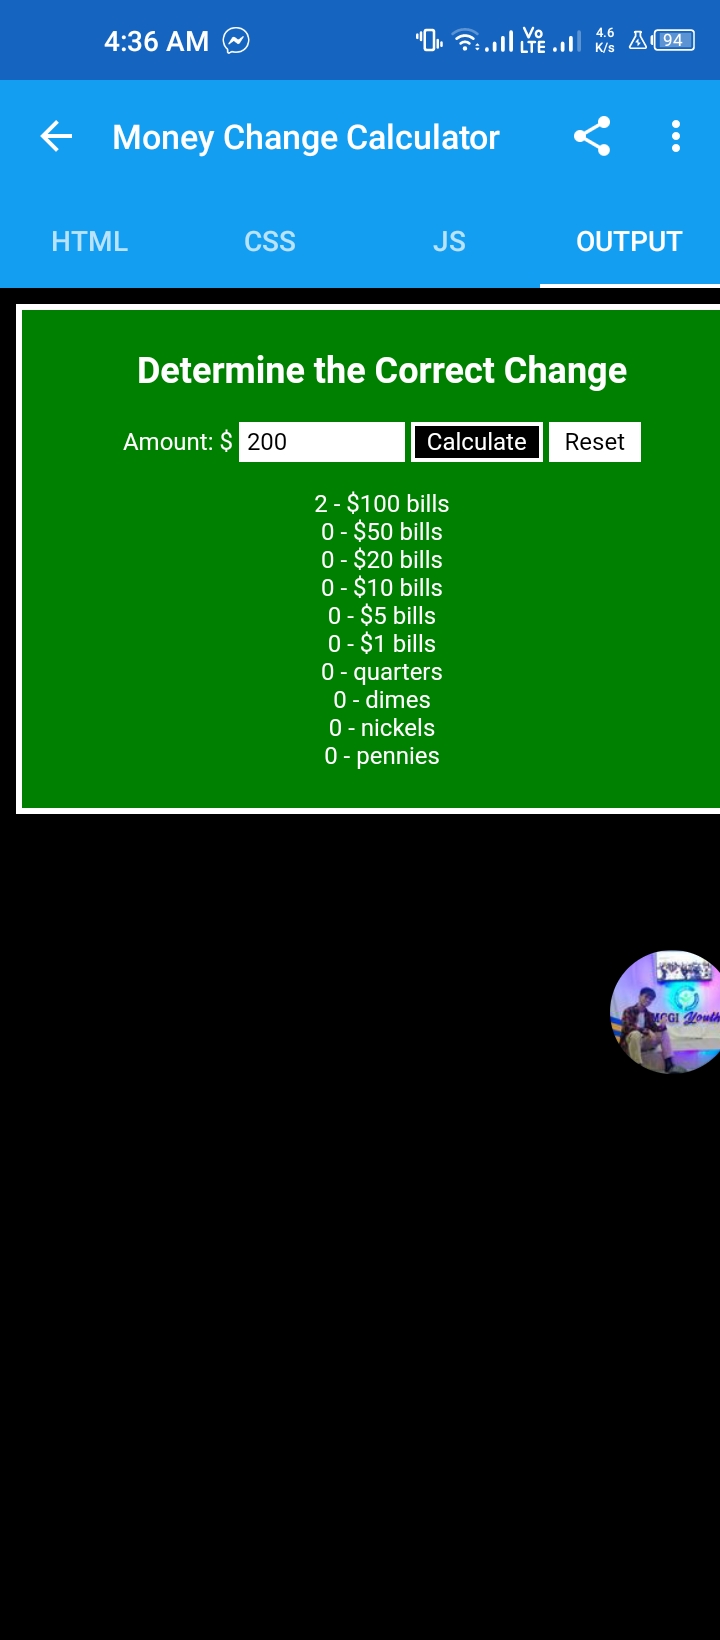 4:36 AM
Vo
LTE
4.6
K/s
94
Money Change Calculator
HTML CSS JS OUTPUT
Determine the Correct Change
Amount: $ 200 Calculate Reset
2 - $100 bills
0 - $50 bills
0 - $20 bills
0 - $10 bills
0 - $5 bills
0 - $1 bills
0 - quarters
0 - dimes
0 - nickels
0 - pennies
MCGI Youth